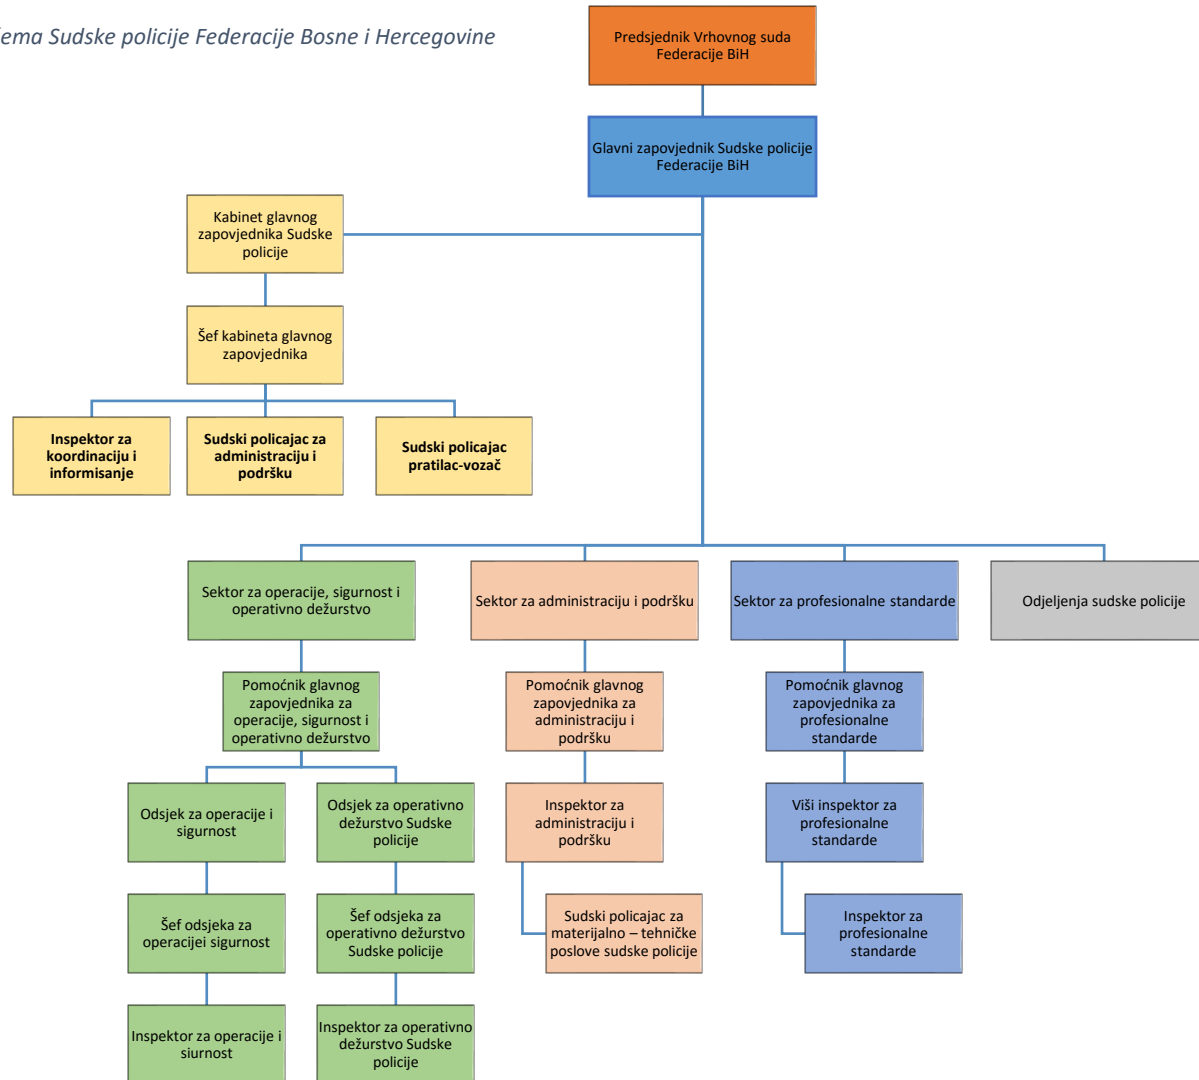 ema Sudske policije Federacije Bosne i Hercegovine
Predsjednik Vrhovnog suda
Federacije BiH
Glavni zapovjednik Sudske policije
Federacije BiH
Kabinet glavnog
zapovjednika Sudske
policije
Šef kabineta glavnog
zapovjednika
Inspektor za
koordinaciju i
informisanje
Sudski policajac za
administraciju i
podršku
Sudski policajac
pratilac-vozač
Sektor za operacije, sigurnost i
operativno dežurstvo
Sektor za administraciju i podršku
Sektor za profesionalne standarde
Odjeljenja sudske policije
Pomoćnik glavnog
zapovjednika za
operacije, sigurnost i
operativno dežurstvo
Pomoćnik glavnog
zapovjednika za
administraciju i
podršku
Pomoćnik glavnog
zapovjednika za
profesionalne
standarde
Odsjek za operacije i
sigurnost
Odsjek za operativno
dežurstvo Sudske
policije
Inspektor za
administraciju i
podršku
Viši inspektor za
profesionalne
standarde
Šef odsjeka za
operacijei sigurnost
Šef odsjeka za
operativno dežurstvo
Sudske policije
Sudski policajac za
materijalno – tehničke
poslove sudske policije
Inspektor za
profesionalne
standarde
Inspektor za operacije i
siurnost
Inspektor za operativno
dežurstvo Sudske
policije